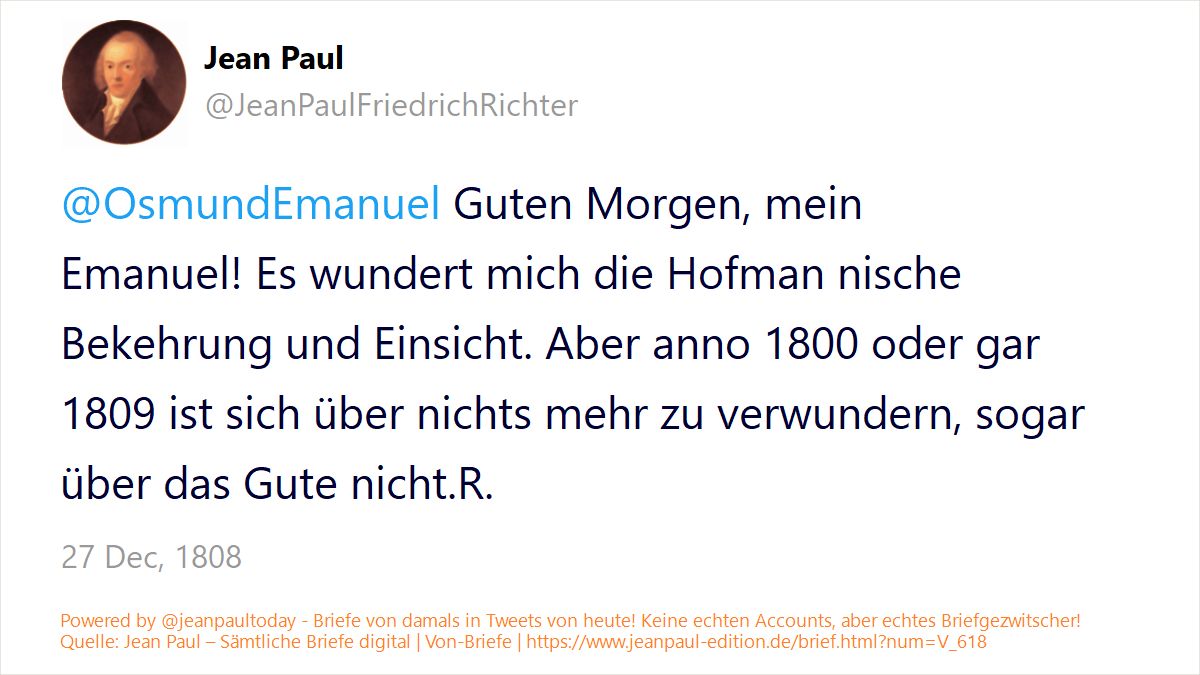 Jean Paul
@JeanPaulFriedrichRichter
@OsmundEmanuel Guten Morgen, mein
Emanuel! Es wundert mich die Hofman nische
Bekehrung und Einsicht. Aber anno 1800 oder gar
1809 ist sich über nichts mehr zu verwundern, sogar
über das Gute nicht.R.
27 Dec, 1808
Powered by @jeanpaultoday - Briefe von damals in Tweets von heute! Keine echten Accounts, aber echtes Briefgezwitscher!
Quelle: Jean Paul – Sämtliche Briefe digital | Von-Briefe | https://www.jeanpaul-edition.de/brief.html?num=V_618